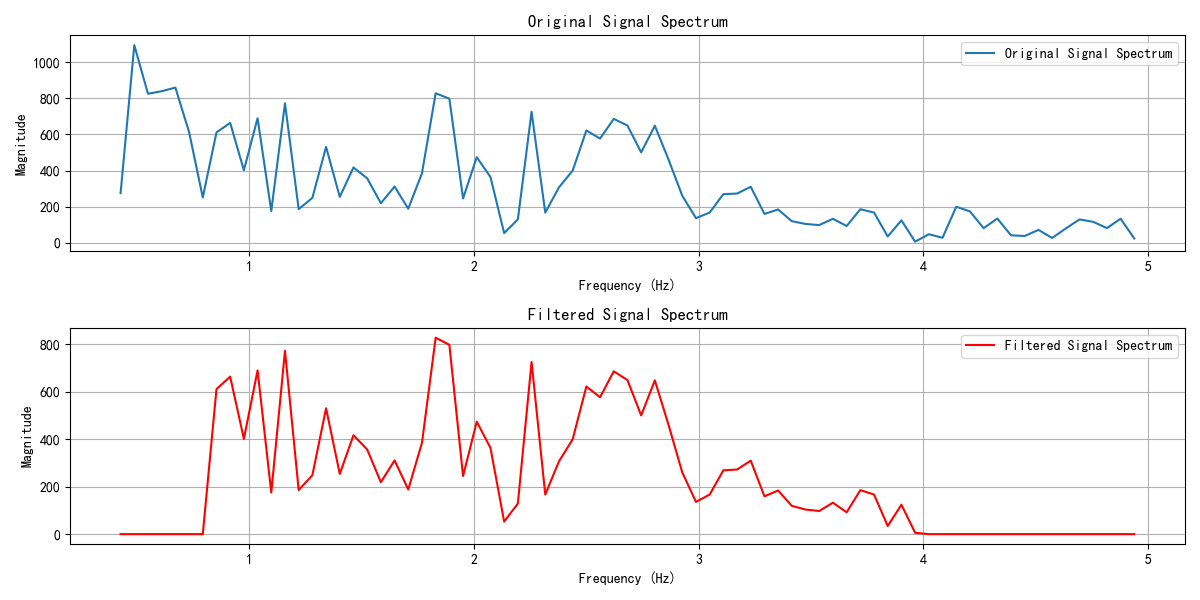 Original Signal Spectrum
Original Signal Spectrum
Magnitude
1000
800
600
400
200
0
1 2 3 4 5
Frequency (Hz)
Filtered Signal Spectrum
Filtered Signal Spectrum
Magnitude
800
600
400
200
0
1 2 3 4 5
Frequency (Hz)